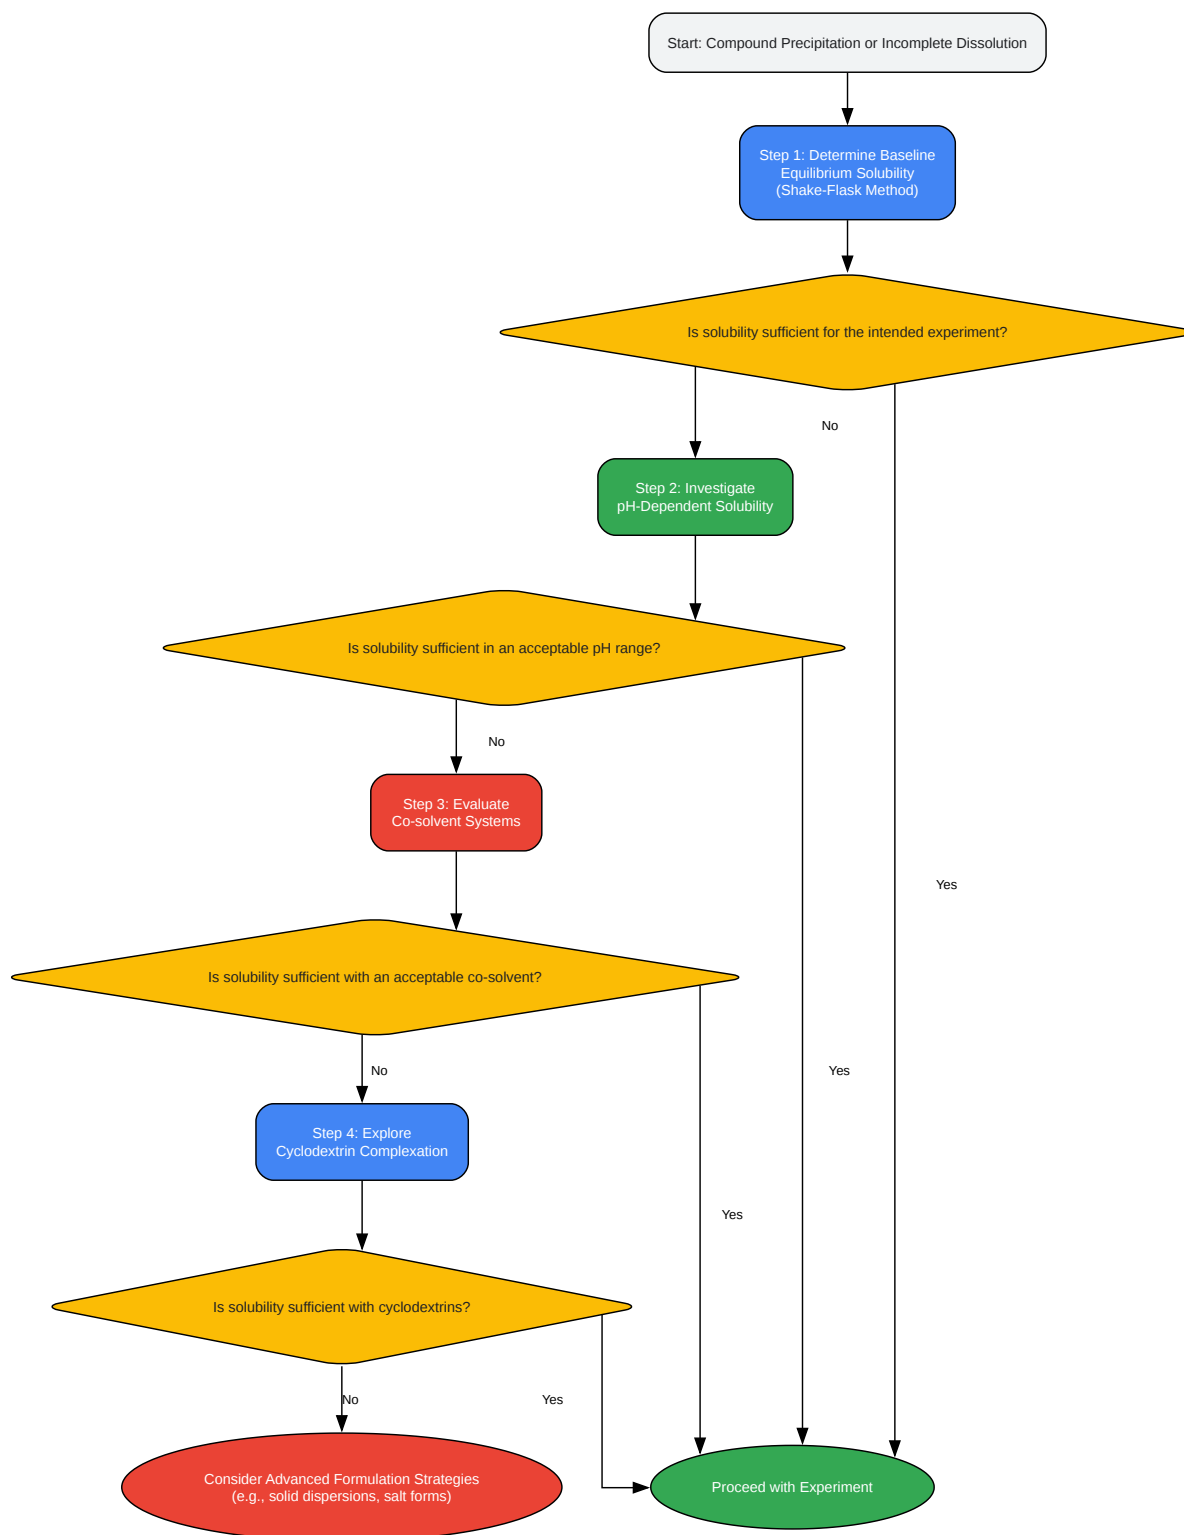 Start: Compound Precipitation or Incomplete Dissolution
Step 1: Determine Baseline
Equilibrium Solubility
(Shake-Flask Method)
Is solubility sufficient for the intended experiment?
No
Step 2: Investigate
pH-Dependent Solubility
Is solubility sufficient in an acceptable pH range?
No
Step 3: Evaluate
Co-solvent Systems
Yes
Is solubility sufficient with an acceptable co-solvent?
No
Yes
Step 4: Explore
Cyclodextrin Complexation
Yes
Is solubility sufficient with cyclodextrins?
No
Yes
Consider Advanced Formulation Strategies
(e.g., solid dispersions, salt forms)
Proceed with Experiment